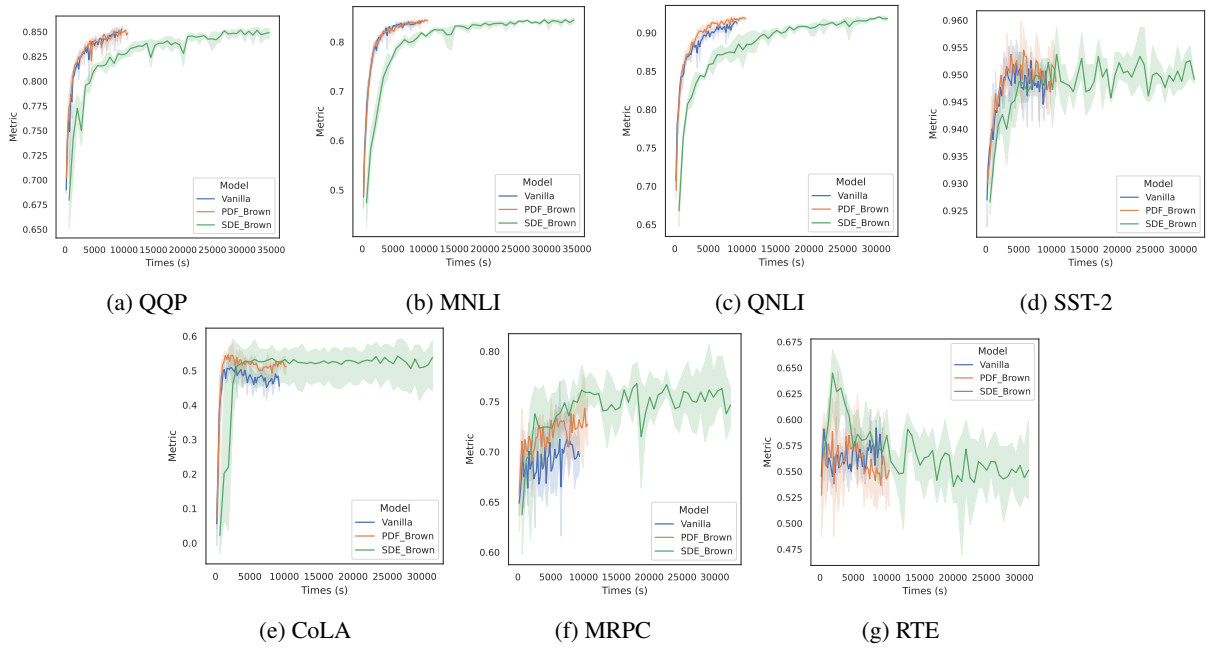 0.850
0.825
0.800
0.775
0.750
0.725
0.700
0.675
0.650
Metric
0 5000 10000 15000 20000 25000 30000 35000
Times (s)
Model
Vanilla
PDF_Brown
SDE_Brown
(a) QQP
0.8
0.7
0.6
0.5
Metric
0 5000 10000 15000 20000 25000 30000 35000
Times (s)
Model
Vanilla
PDF_Brown
SDE_Brown
(b) MNLI
0.90
0.85
0.80
0.75
0.70
0.65
Metric
0 5000 10000 15000 20000 25000 30000
Times (s)
Model
Vanilla
PDF_Brown
SDE_Brown
(c) QNLI
0.960
0.955
0.950
0.945
0.940
0.935
0.930
0.925
Metric
0 5000 10000 15000 20000 25000 30000
Times (s)
Model
Vanilla
PDF_Brown
SDE_Brown
(d) SST-2
0.6
0.5
0.4
0.3
0.2
0.1
0.0
Metric
0 5000 10000 15000 20000 25000 30000
Times (s)
Model
Vanilla
PDF_Brown
SDE_Brown
(e) CoLA
0.80
0.75
0.70
0.65
0.60
Metric
0 5000 10000 15000 20000 25000 30000
Times (s)
Model
Vanilla
PDF_Brown
SDE_Brown
(f) MRPC
0.675
0.650
0.625
0.600
0.575
0.550
0.525
0.500
0.475
Metric
0 5000 10000 15000 20000 25000 30000
Times (s)
Model
Vanilla
PDF_Brown
SDE_Brown
(g) RTE